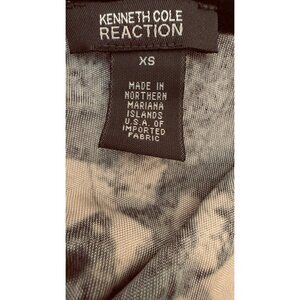 KENNETH COLE
REACTION
XS
MADE IN
NORTHERN
MARIANA
ISLANDS
U.S.A. OF
IMPORTED
FABRIC